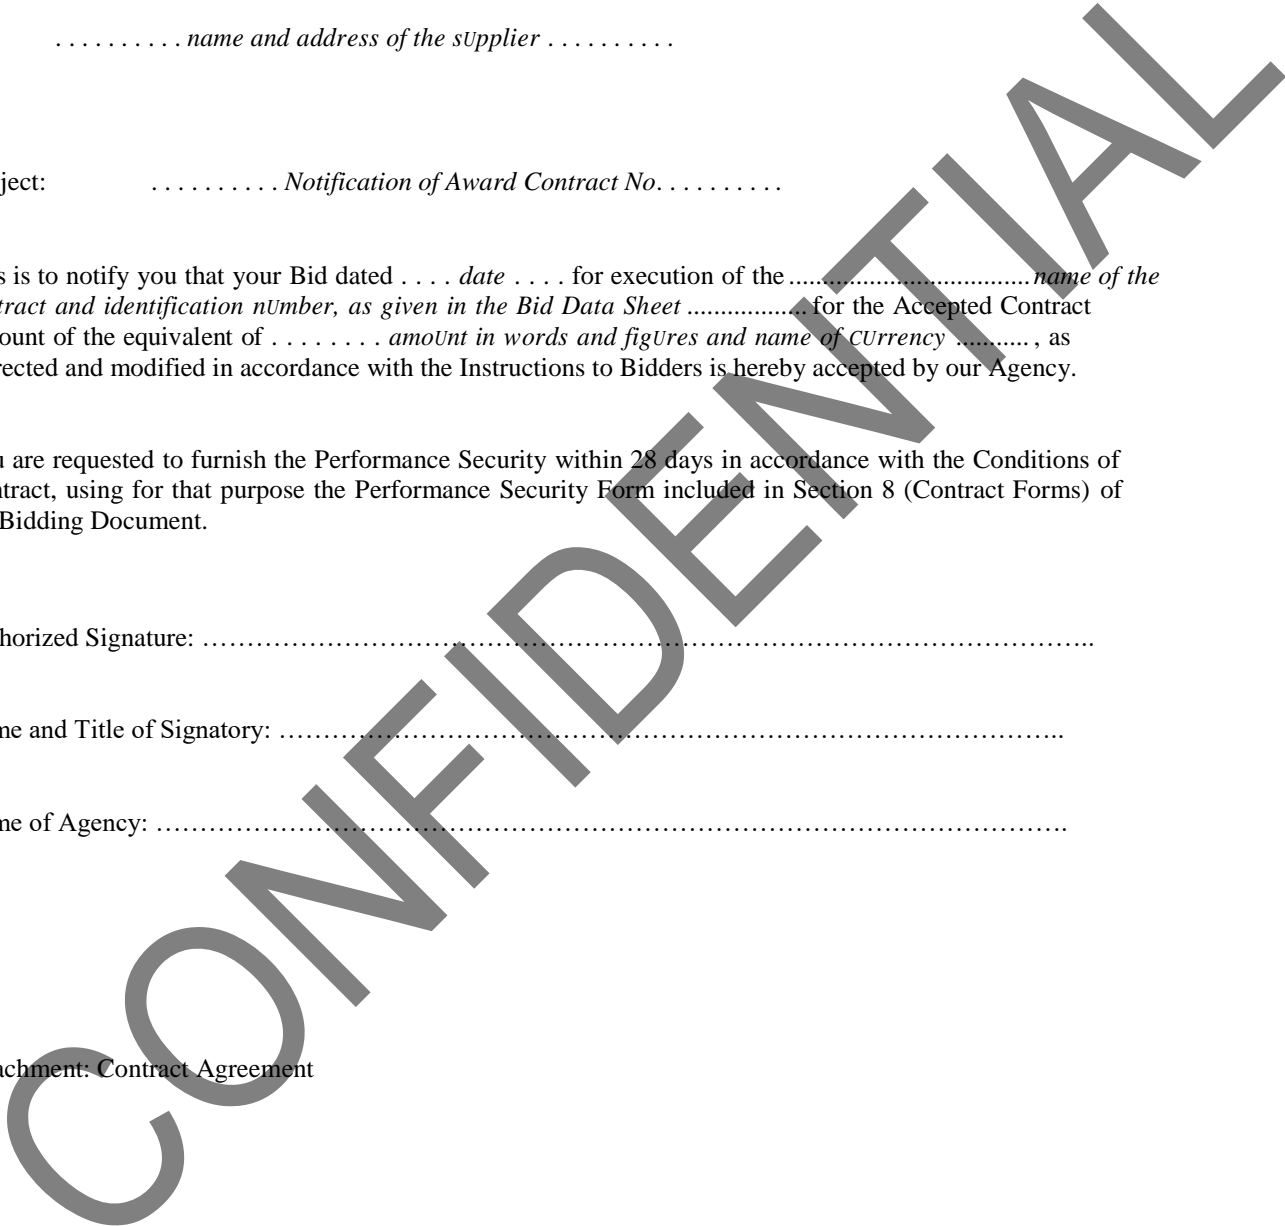 . . . . . . . . . . name and address of the sUpplier . . . . . . . . . .
ject: . . . . . . . . . . Notification of Award Contract No. . . . . . . . . .
s is to notify you that your Bid dated . . . . date . . . . for execution of the ....................................name of the
tract and identification nUmber, as given in the Bid Data Sheet .................. for the Accepted Contract
ount of the equivalent of . . . . . . . . amoUnt in words and figUres and name of cUrrency ........... , as
rected and modified in accordance with the Instructions to Bidders is hereby accepted by our Agency.
u are requested to furnish the Performance Security within 28 days in accordance with the Conditions of
ntract, using for that purpose the Performance Security Form included in Section 8 (Contract Forms) of
Bidding Document.
horized Signature: ………………………………………………………………………………………..
me and Title of Signatory: ……………………………………………………………………………..
me of Agency: ………………………………………………………………………………………….
achment: Contract Agreement
CONFIDENTIAL